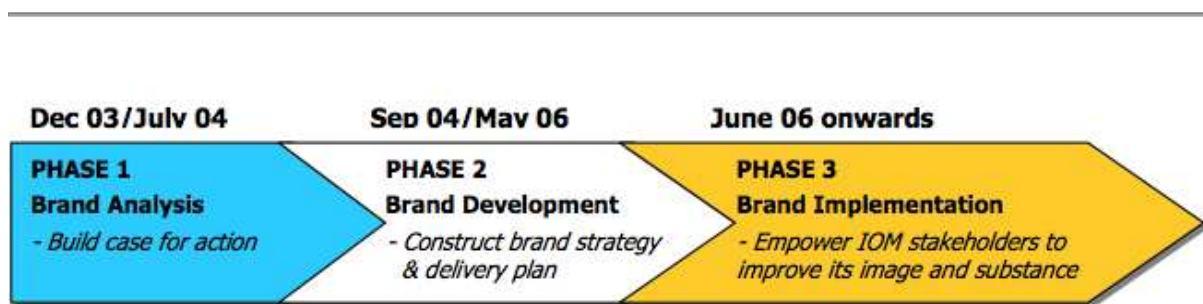 Dec 03/July 04
Sep 04/May 06
June 06 onwards
PHASE 1
Brand Analysis
- Build case for action
PHASE 2
Brand Development
- Construct brand strategy
& delivery plan
PHASE 3
Brand Implementation
- Empower IOM stakeholders to
improve its image and substance